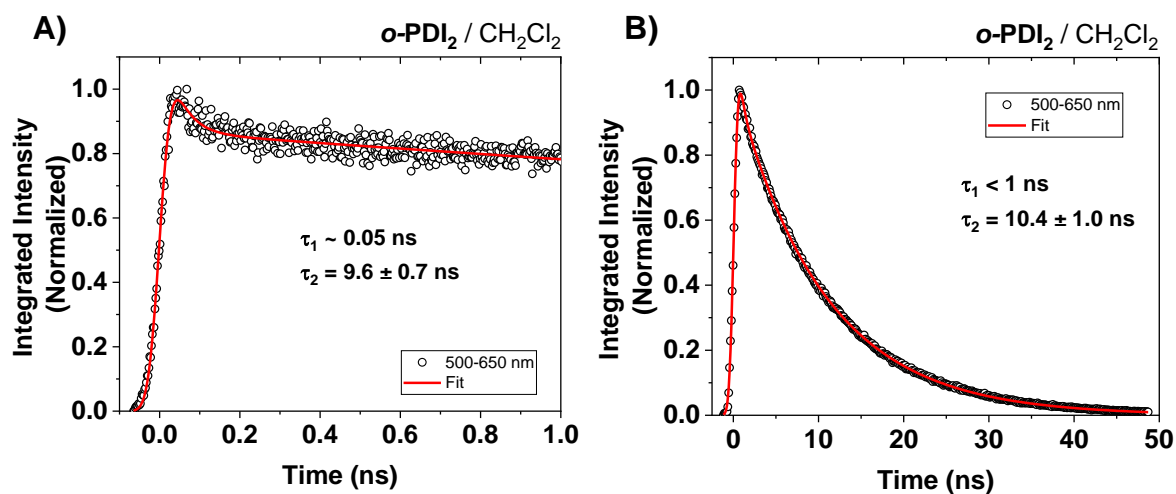 A)
o-PDI₂ / CH₂Cl₂
Integrated Intensity
(Normalized)
1.0
0.8
0.6
0.4
0.2
0.0
τ₁ ~ 0.05 ns
τ₂ = 9.6 ± 0.7 ns
500-650 nm
Fit
0.0 0.2 0.4 0.6 0.8 1.0
Time (ns)
B)
o-PDI₂ / CH₂Cl₂
Integrated Intensity
(Normalized)
1.0
0.8
0.6
0.4
0.2
0.0
500-650 nm
Fit
τ₁ < 1 ns
τ₂ = 10.4 ± 1.0 ns
0 10 20 30 40 50
Time (ns)